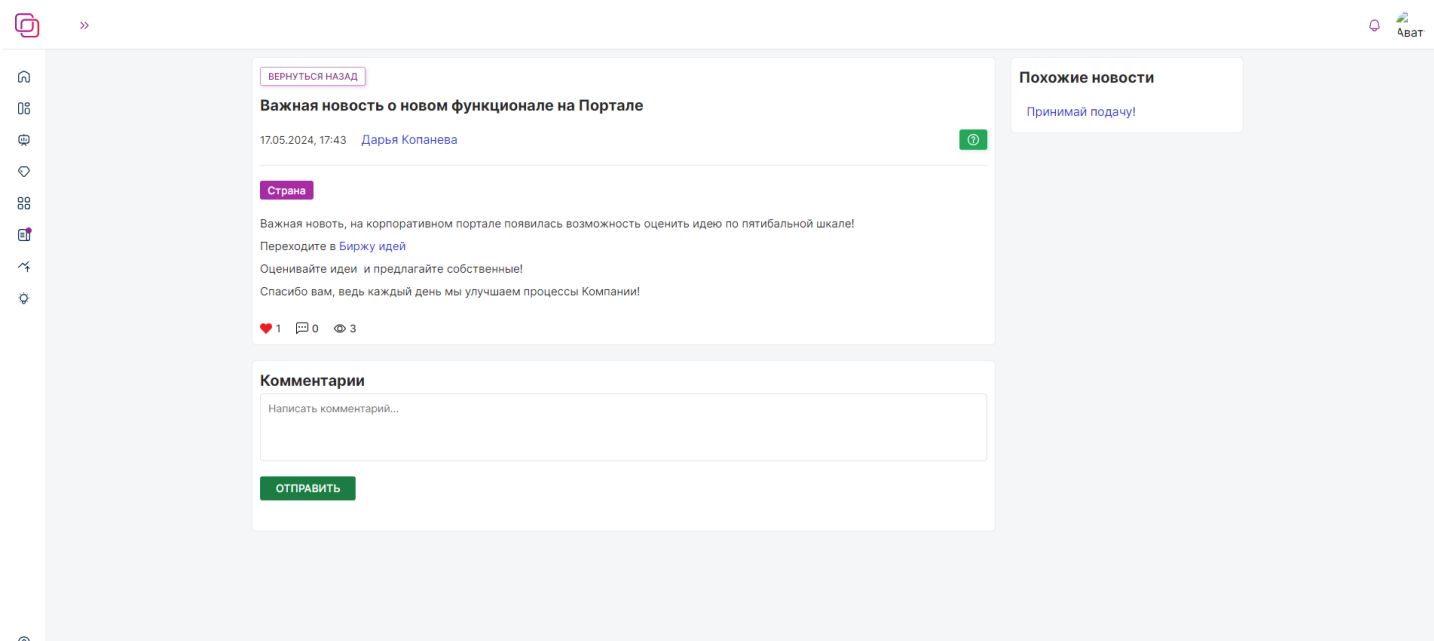 Ават
ВЕРНУТЬСЯ НАЗАД
Важная новость о новом функционале на Портале
17.05.2024, 17:43 Дарья Копанева
Страна
Важная новоть, на корпоративном портале появилась возможность оценить идею по пятибальной шкале!
Переходите в Биржу идей
Оценивайте идеи и предлагайте собственные!
Спасибо вам, ведь каждый день мы улучшаем процессы Компании!
1 0 3
Комментарии
Написать комментарий...
ОТПРАВИТЬ
Похожие новости
Принимай подачу!